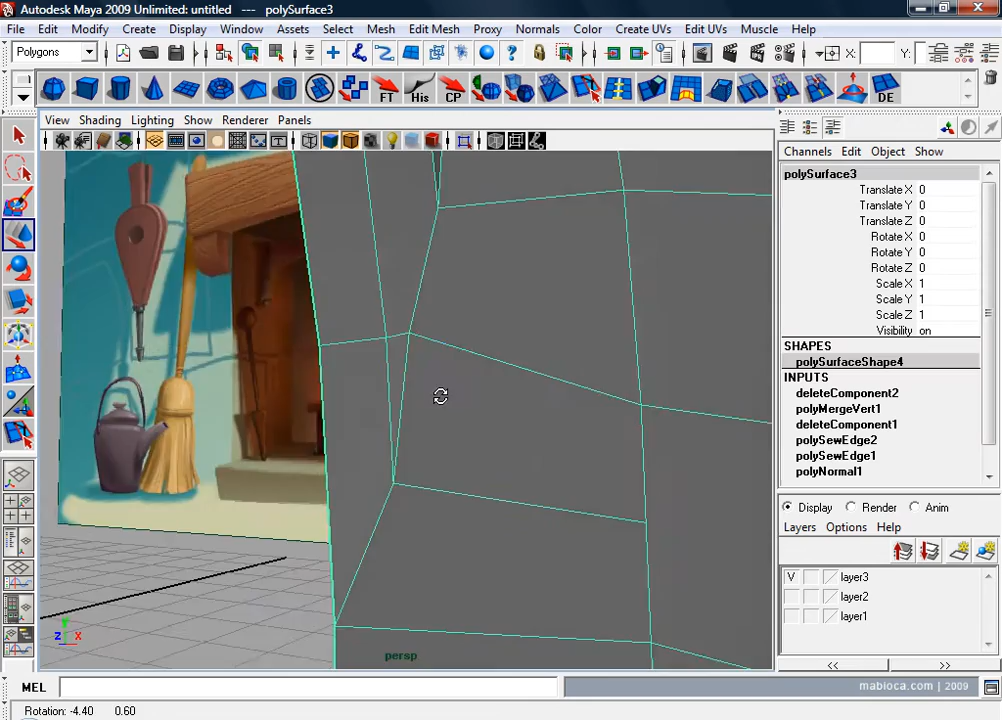 Autodesk Maya 2009 Unlimited: untitled --- polySurface3
File Edit Modify Create Display Window Assets Select Mesh Edit Mesh Proxy Normals Color Create UVs Edit UVs Muscle Help
Polygons X: Y:
FT His CP DE
View Shading Lighting Show Renderer Panels
Channels Edit Object Show
polySurface3
Translate X 0
Translate Y 0
Translate Z 0
Rotate X 0
Rotate Y 0
Rotate Z 0
Scale X 1
Scale Y 1
Scale Z 1
Visibility on
SHAPES
polySurfaceShape4
INPUTS
deleteComponent2
polyMergeVert1
deleteComponent1
polySewEdge2
polySewEdge1
polyNormal1
Display Render Anim
Layers Options Help
V layer3
layer2
layer1
<< >>
Y
Z X
persp
MEL
mabioca.com | 2009
Rotation: -4.40 0.60